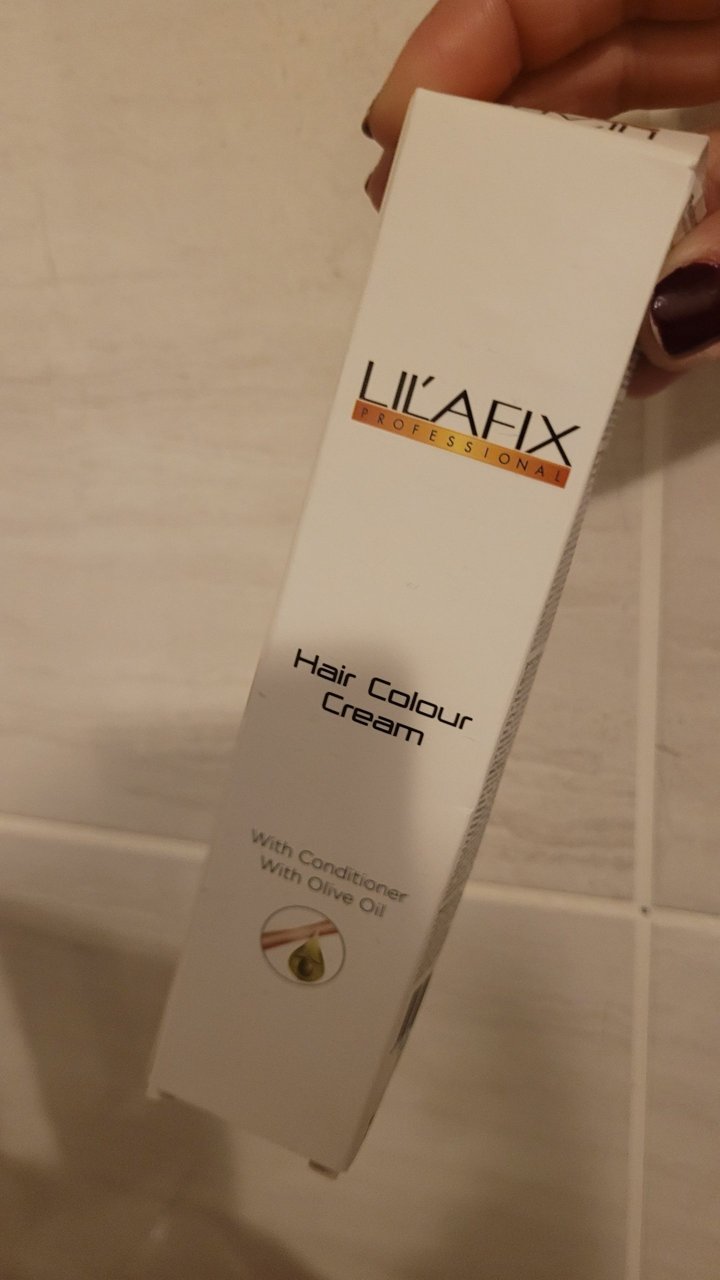 LIL'AFIX
PROFESSIONAL
Hair Colour
Cream
With Conditioner
With Olive Oil